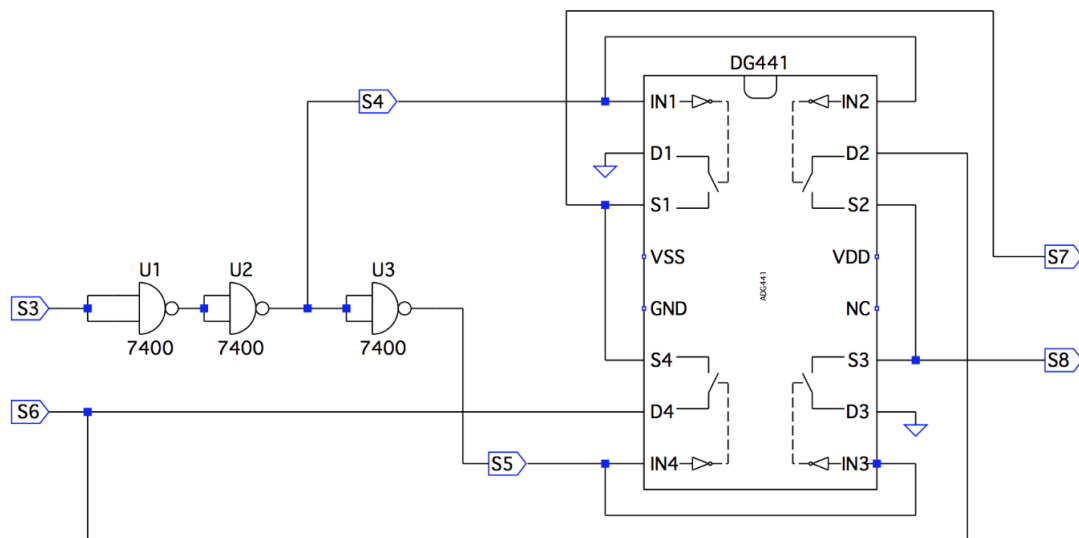 DG441
S4
IN1
IN2
D1
D2
S1
S2
U1
U2
U3
VSS
VDD
S7
ADG441
S3
GND
NC
7400
7400
7400
S4
S3
S8
S6
D4
D3
S5
IN4
IN3